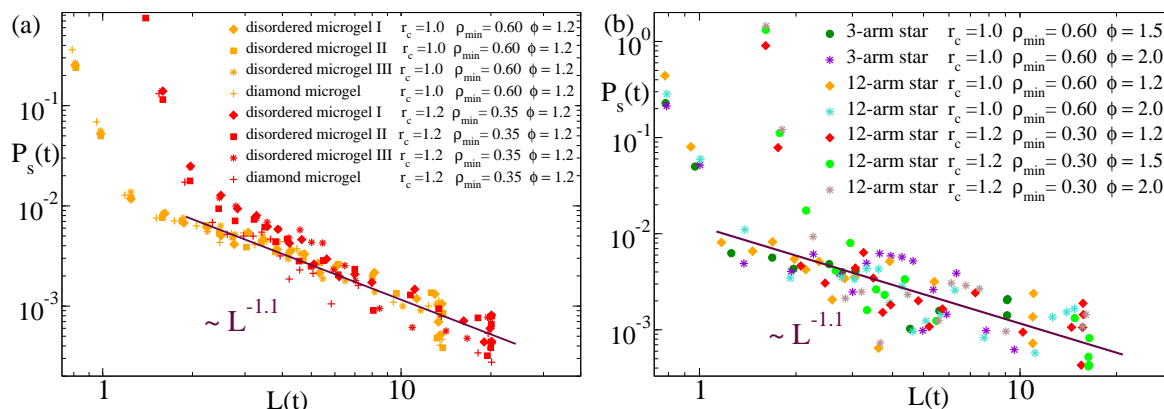 (a)
disordered microgel I r_c=1.0 ρ_min=0.60 ϕ=1.2
disordered microgel II r_c=1.0 ρ_min=0.60 ϕ=1.2
disordered microgel III r_c=1.0 ρ_min=0.60 ϕ=1.2
diamond microgel r_c=1.0 ρ_min=0.60 ϕ=1.2
disordered microgel I r_c=1.2 ρ_min=0.35 ϕ=1.2
disordered microgel II r_c=1.2 ρ_min=0.35 ϕ=1.2
disordered microgel III r_c=1.2 ρ_min=0.35 ϕ=1.2
diamond microgel r_c=1.2 ρ_min=0.35 ϕ=1.2
10^-1
P_s(t)
10^-2
10^-3
~ L^-1.1
1
10
L(t)
(b)
3-arm star r_c=1.0 ρ_min=0.60 ϕ=1.5
3-arm star r_c=1.0 ρ_min=0.60 ϕ=2.0
12-arm star r_c=1.0 ρ_min=0.60 ϕ=1.2
12-arm star r_c=1.0 ρ_min=0.60 ϕ=2.0
12-arm star r_c=1.2 ρ_min=0.30 ϕ=1.2
12-arm star r_c=1.2 ρ_min=0.30 ϕ=1.5
12-arm star r_c=1.2 ρ_min=0.30 ϕ=2.0
10^0
P_s(t)
10^-1
10^-2
10^-3
~ L^-1.1
1
10
L(t)